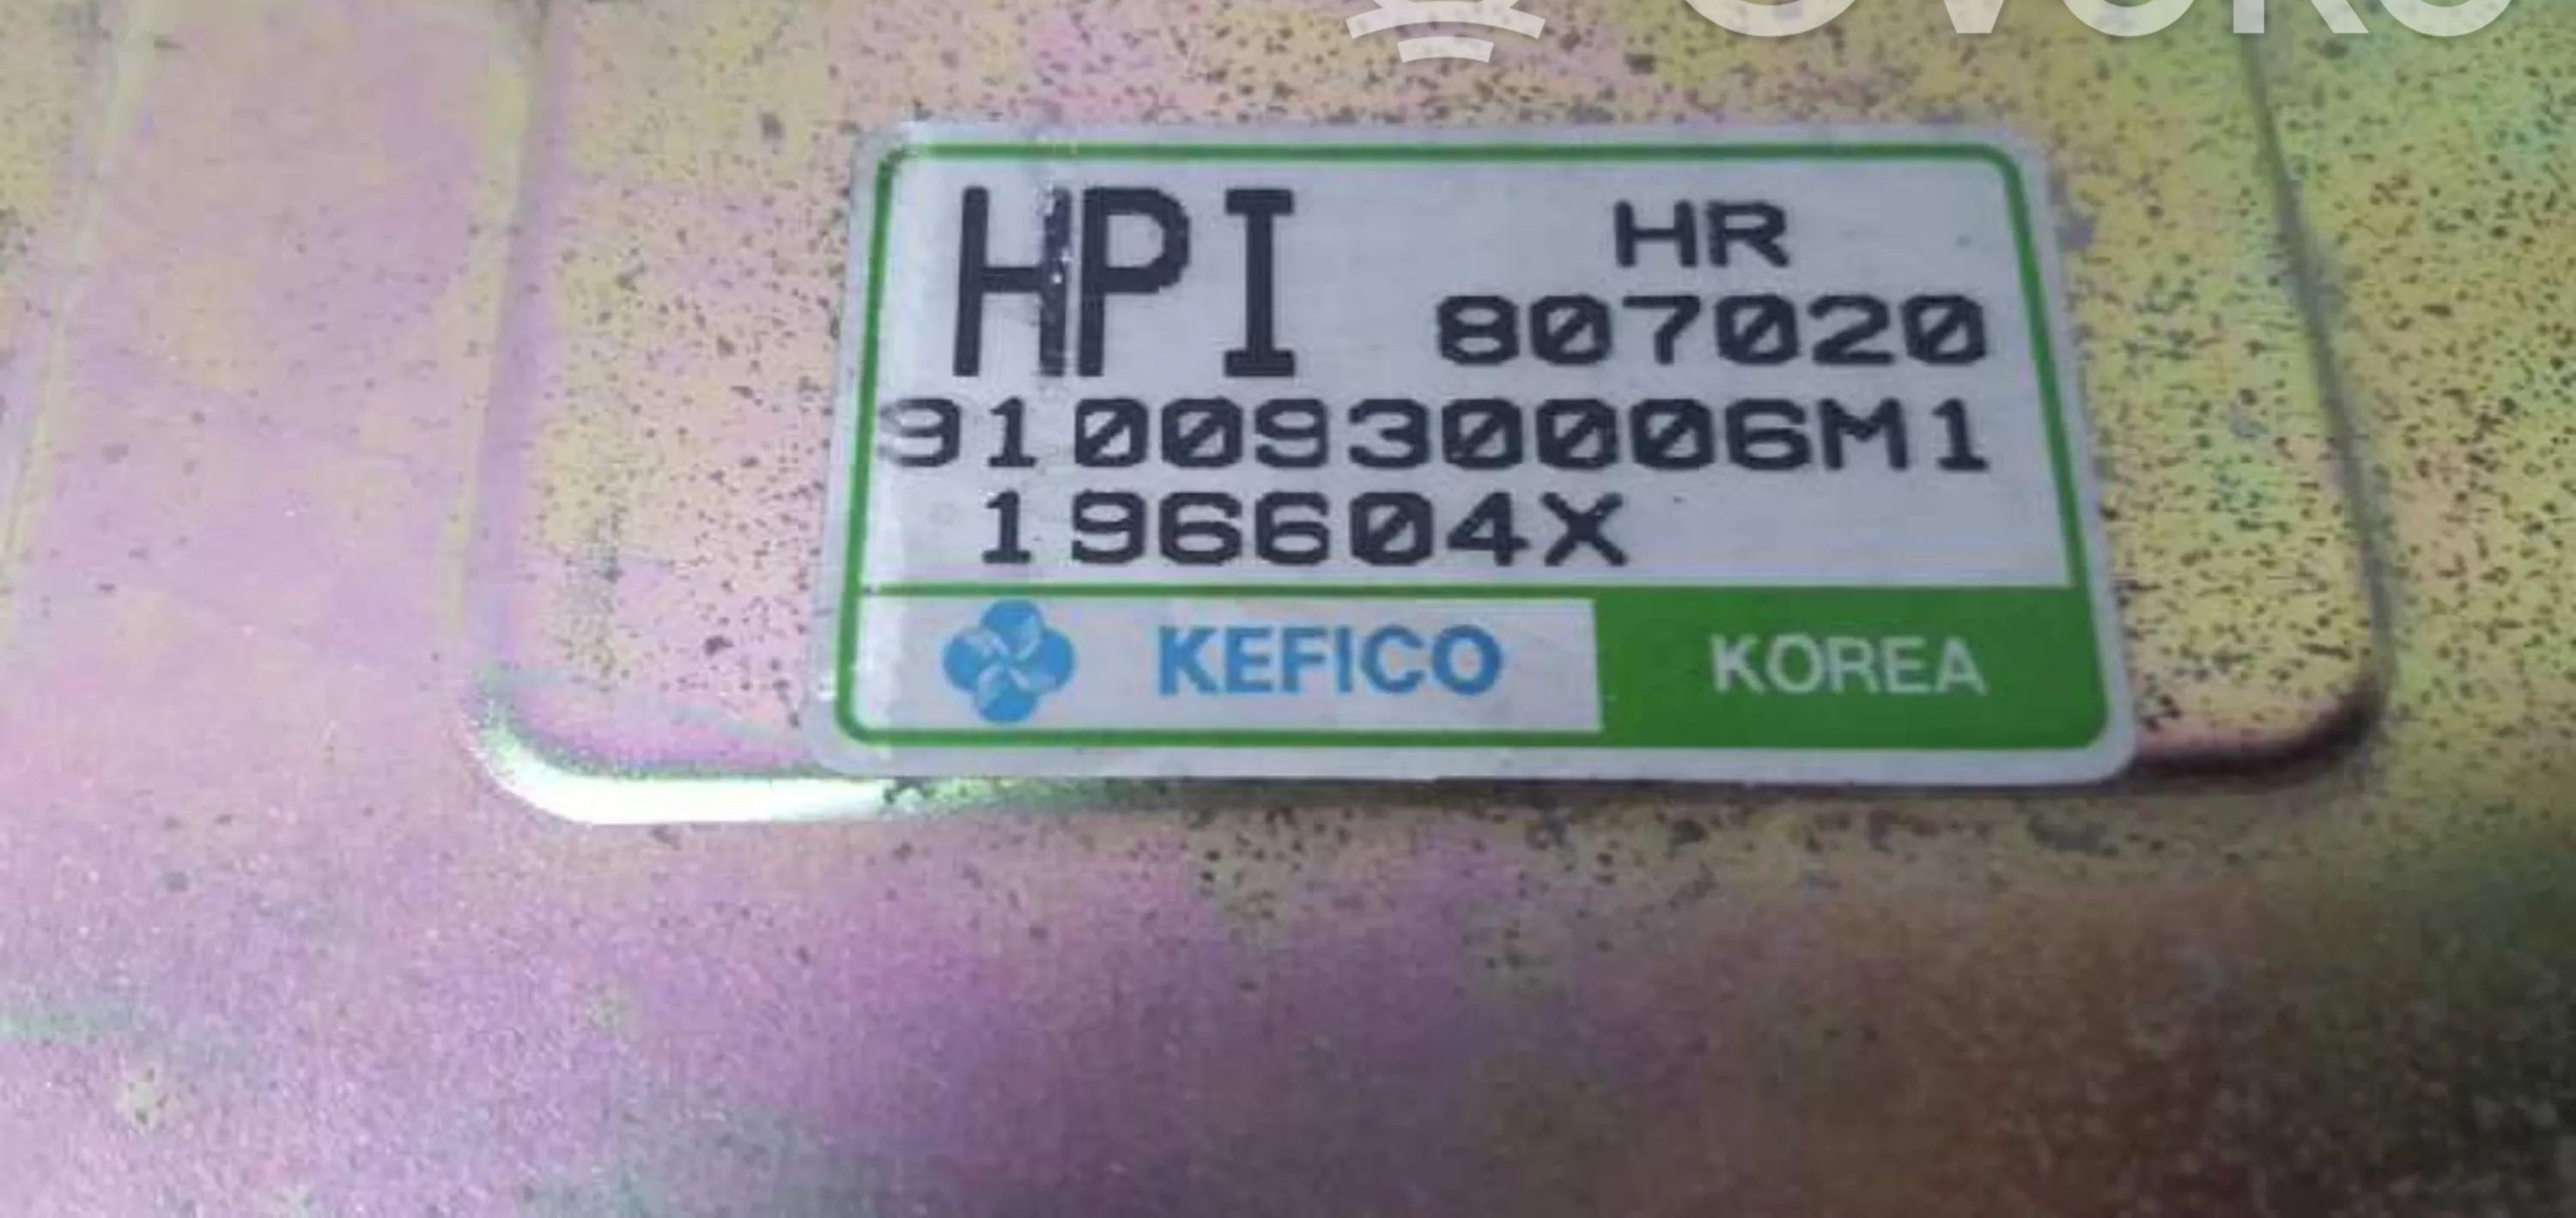 HPI HR
807020
9100930006M1
196604X
KEFICO KOREA